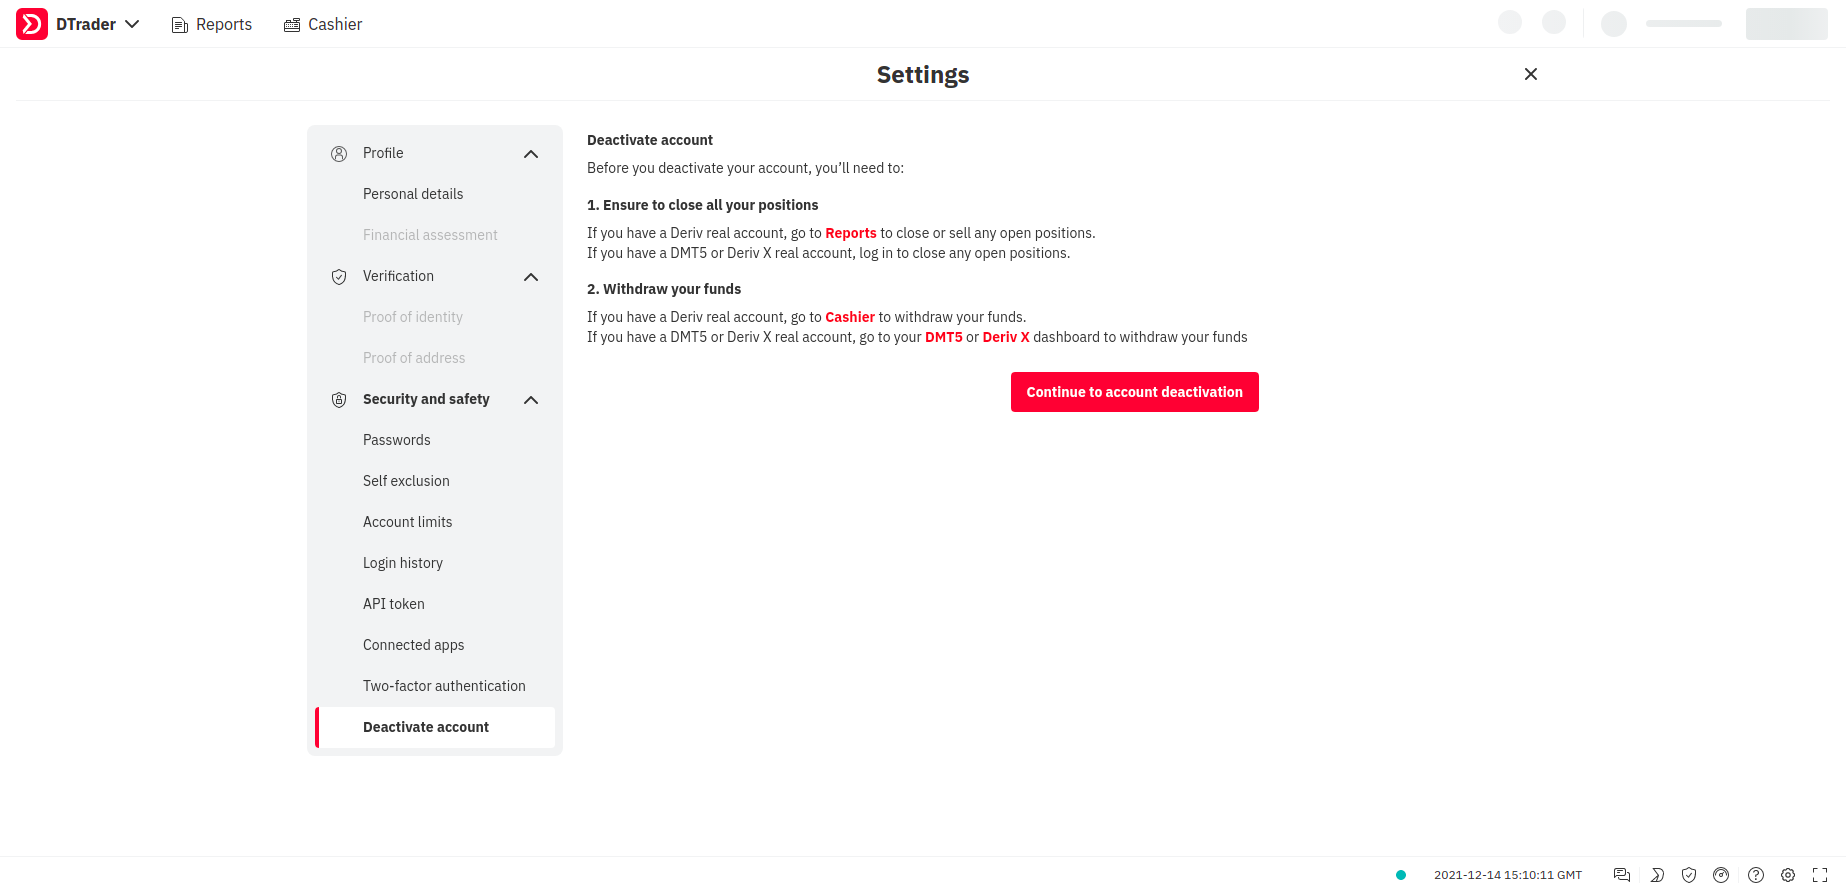 DTrader Reports Cashier
Settings
Profile
Personal details
Financial assessment
Verification
Proof of identity
Proof of address
Security and safety
Passwords
Self exclusion
Account limits
Login history
API token
Connected apps
Two-factor authentication
Deactivate account
Deactivate account
Before you deactivate your account, you’ll need to:
1. Ensure to close all your positions
If you have a Deriv real account, go to Reports to close or sell any open positions.
If you have a DMT5 or Deriv X real account, log in to close any open positions.
2. Withdraw your funds
If you have a Deriv real account, go to Cashier to withdraw your funds.
If you have a DMT5 or Deriv X real account, go to your DMT5 or Deriv X dashboard to withdraw your funds
Continue to account deactivation
2021-12-14 15:10:11 GMT